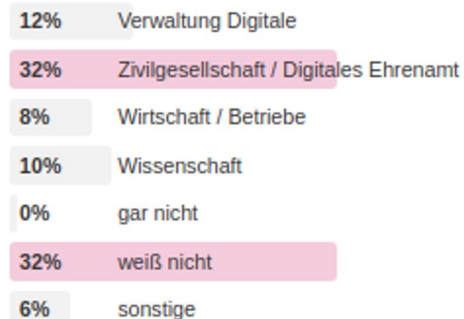 12% Verwaltung Digitale
32% Zivilgesellschaft / Digitales Ehrenamt
8% Wirtschaft / Betriebe
10% Wissenschaft
0% gar nicht
32% weiß nicht
6% sonstige